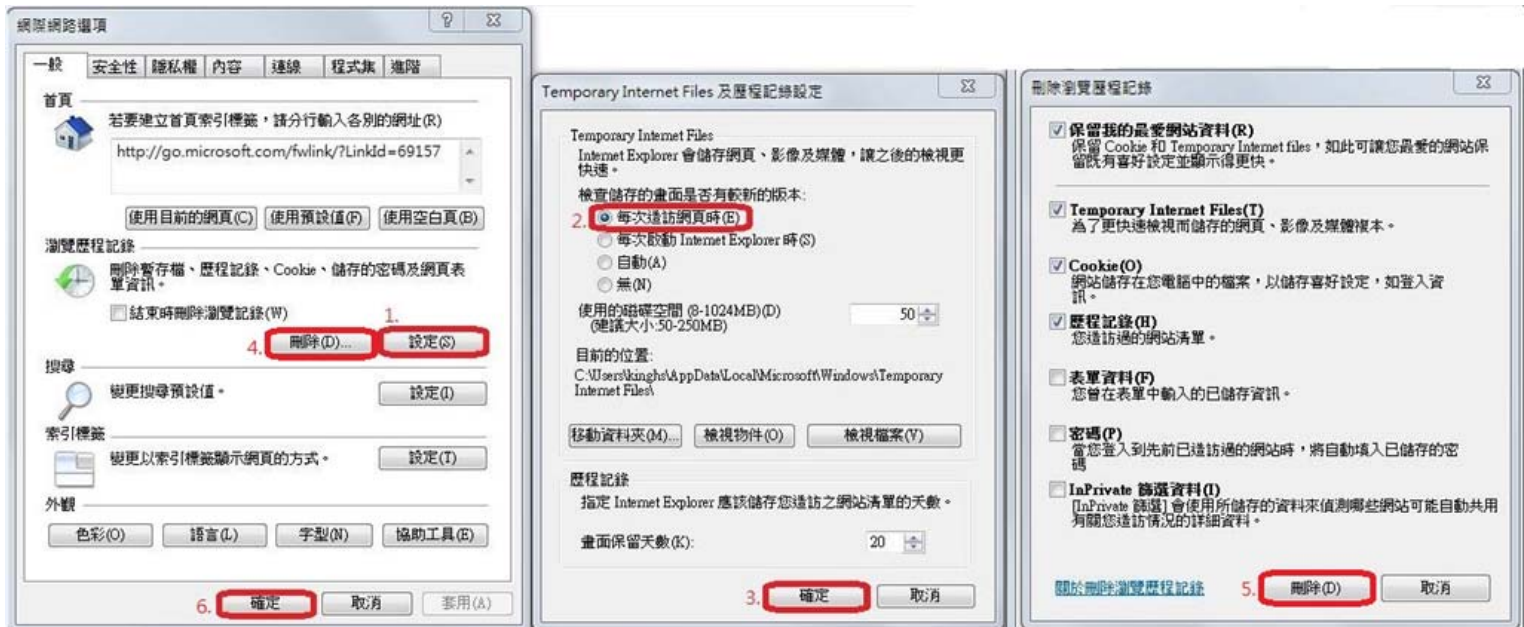 網際網路選項
一般 安全性 隱私權 內容 連線 程式集 進階
首頁
若要建立首頁索引標籤，請分行輸入各別的網址(R)
http://go.microsoft.com/fwlink/?LinkId=69157
使用目前的網頁(C) 使用預設值(F) 使用空白頁(B)
瀏覽歷程記錄
刪除暫存檔、歷程記錄、Cookie、儲存的密碼及網頁表
單資訊。
結束時刪除瀏覽記錄(W)
1.
4. 刪除(D)... 設定(S)
搜尋
變更搜尋預設值。 設定(I)
索引標籤
變更以索引標籤顯示網頁的方式。 設定(T)
外觀
色彩(O) 語言(L) 字型(N) 協助工具(E)
6. 確定 取消 套用(A)
Temporary Internet Files 及歷程記錄設定
Temporary Internet Files
Internet Explorer 會儲存網頁、影像及媒體，讓之後的檢視更
快速。
檢查儲存的畫面是否有較新的版本:
2. 每次造訪網頁時(E)
每次啟動 Internet Explorer 時(S)
自動(A)
無(N)
使用的磁碟空間 (8-1024MB)(D) 50
(建議大小:50-250MB)
目前的位置:
C:\Users\kinghs\AppData\Local\Microsoft\Windows\Temporary
Internet Files\
移動資料夾(M)... 檢視物件(O) 檢視檔案(V)
歷程記錄
指定 Internet Explorer 應該儲存您造訪之網站清單的天數。
畫面保留天數(K): 20
3. 確定 取消
刪除瀏覽歷程記錄
保留我的最愛網站資料(R)
保留 Cookie 和 Temporary Internet files，如此可讓您最愛的網站保
留既有喜好設定並顯示得更快。
Temporary Internet Files(T)
為了更快速檢視而儲存的網頁、影像及媒體複本。
Cookie(O)
網站儲存在您電腦中的檔案，以儲存喜好設定，如登入資
訊。
歷程記錄(H)
您造訪過的網站清單。
表單資料(F)
您曾在表單中輸入的已儲存資訊。
密碼(P)
當您登入到先前已造訪過的網站時，將自動填入已儲存的密
碼
InPrivate 篩選資料(I)
[InPrivate 篩選] 會使用所儲存的資料來偵測哪些網站可能自動共用
有關您造訪情況的詳細資料。
關於刪除瀏覽歷程記錄 5. 刪除(D) 取消